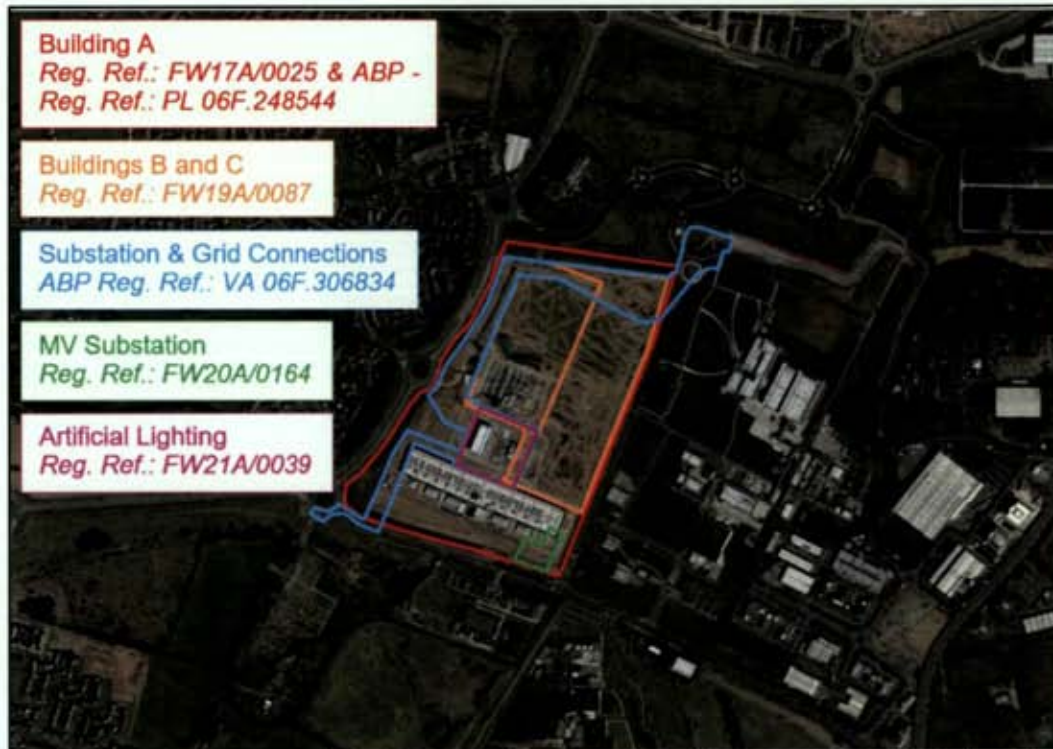 Building A
Reg. Ref.: FW17A/0025 & ABP -
Reg. Ref.: PL 06F.248544
Buildings B and C
Reg. Ref.: FW19A/0087
Substation & Grid Connections
ABP Reg. Ref.: VA 06F.306834
MV Substation
Reg. Ref.: FW20A/0164
Artificial Lighting
Reg. Ref.: FW21A/0039